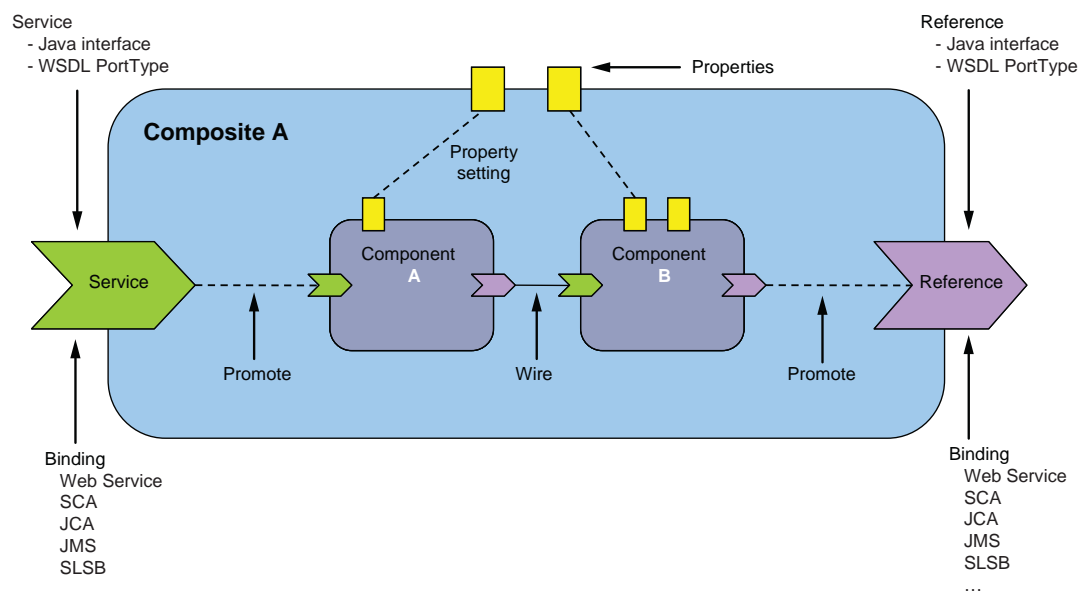 Service
- Java interface
- WSDL PortType
Reference
- Java interface
- WSDL PortType
Properties
Composite A
Property
setting
Component
A
Component
B
Service
Reference
Promote
Wire
Promote
Binding
Web Service
SCA
JCA
JMS
SLSB
Binding
Web Service
SCA
JCA
JMS
SLSB
…